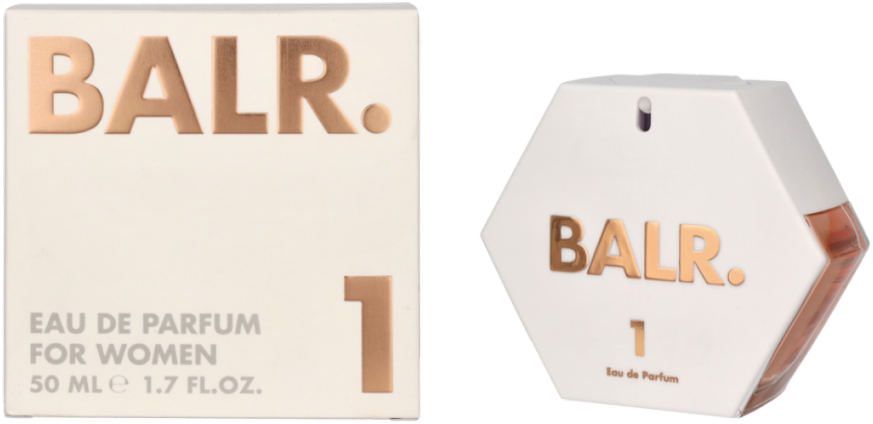 BALR.
EAU DE PARFUM
FOR WOMEN
50 ML ℮ 1.7 FL.OZ.
1
BALR.
1
Eau de Parfum